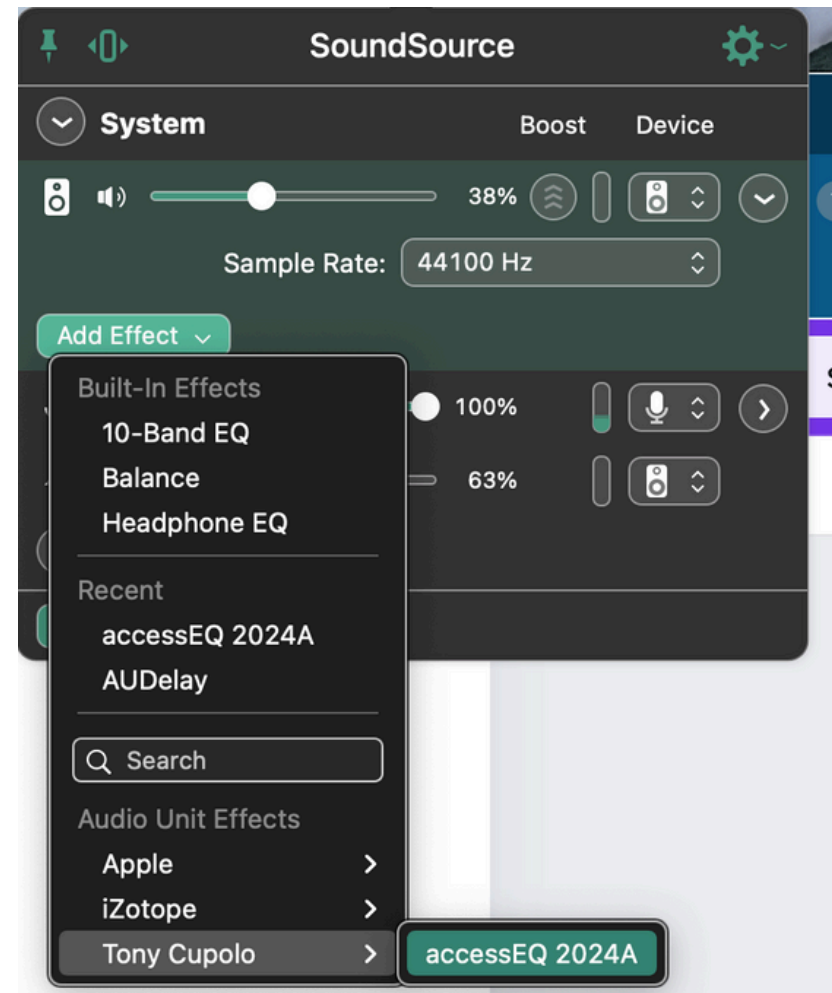 SoundSource
System Boost Device
38%
Sample Rate: 44100 Hz
Add Effect
Built-In Effects
10-Band EQ
Balance
Headphone EQ
100%
63%
Recent
accessEQ 2024A
AUDelay
Search
Audio Unit Effects
Apple
iZotope
Tony Cupolo
accessEQ 2024A